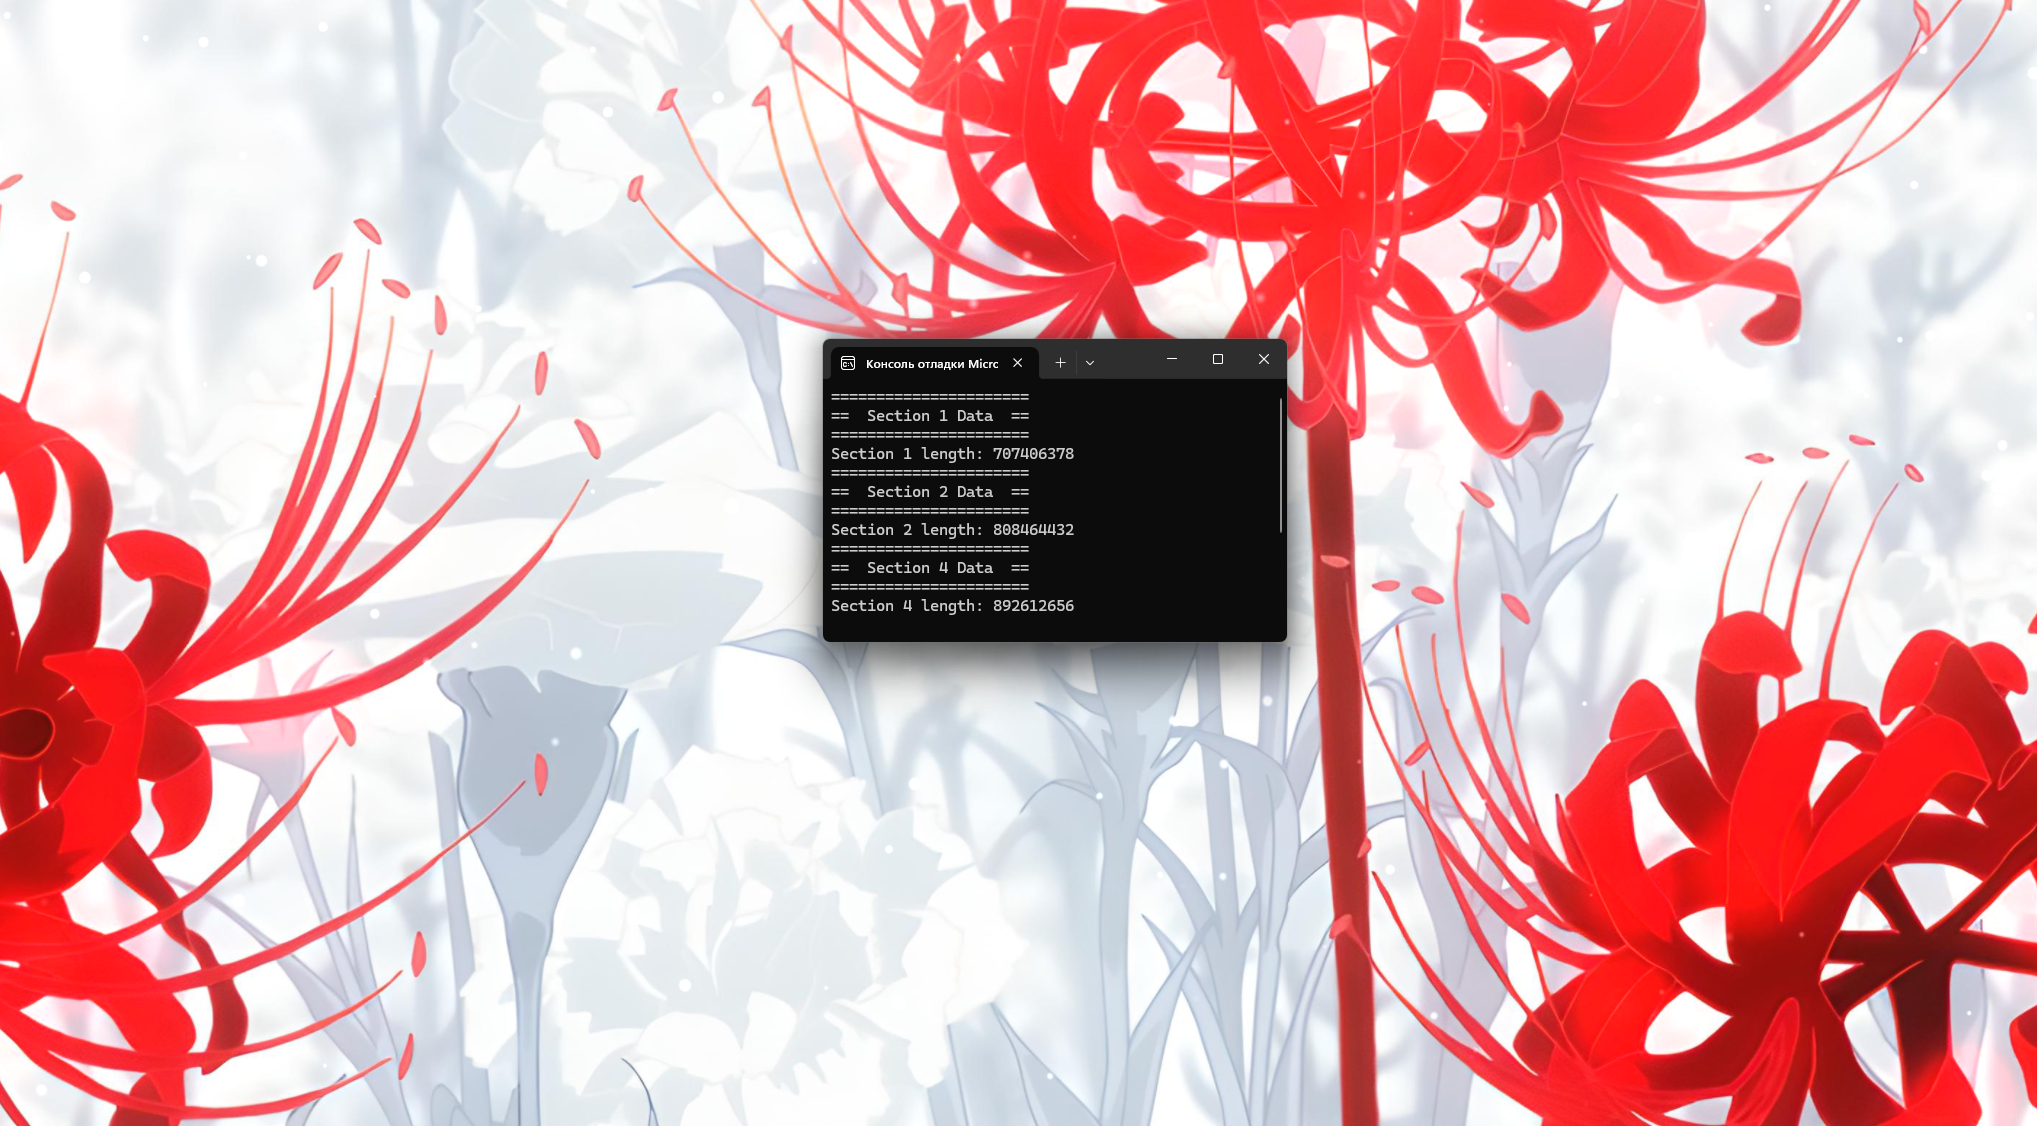 Консоль отладки Micrc
======================
==  Section 1 Data  ==
======================
Section 1 length: 707406378
======================
==  Section 2 Data  ==
======================
Section 2 length: 808464432
======================
==  Section 4 Data  ==
======================
Section 4 length: 892612656